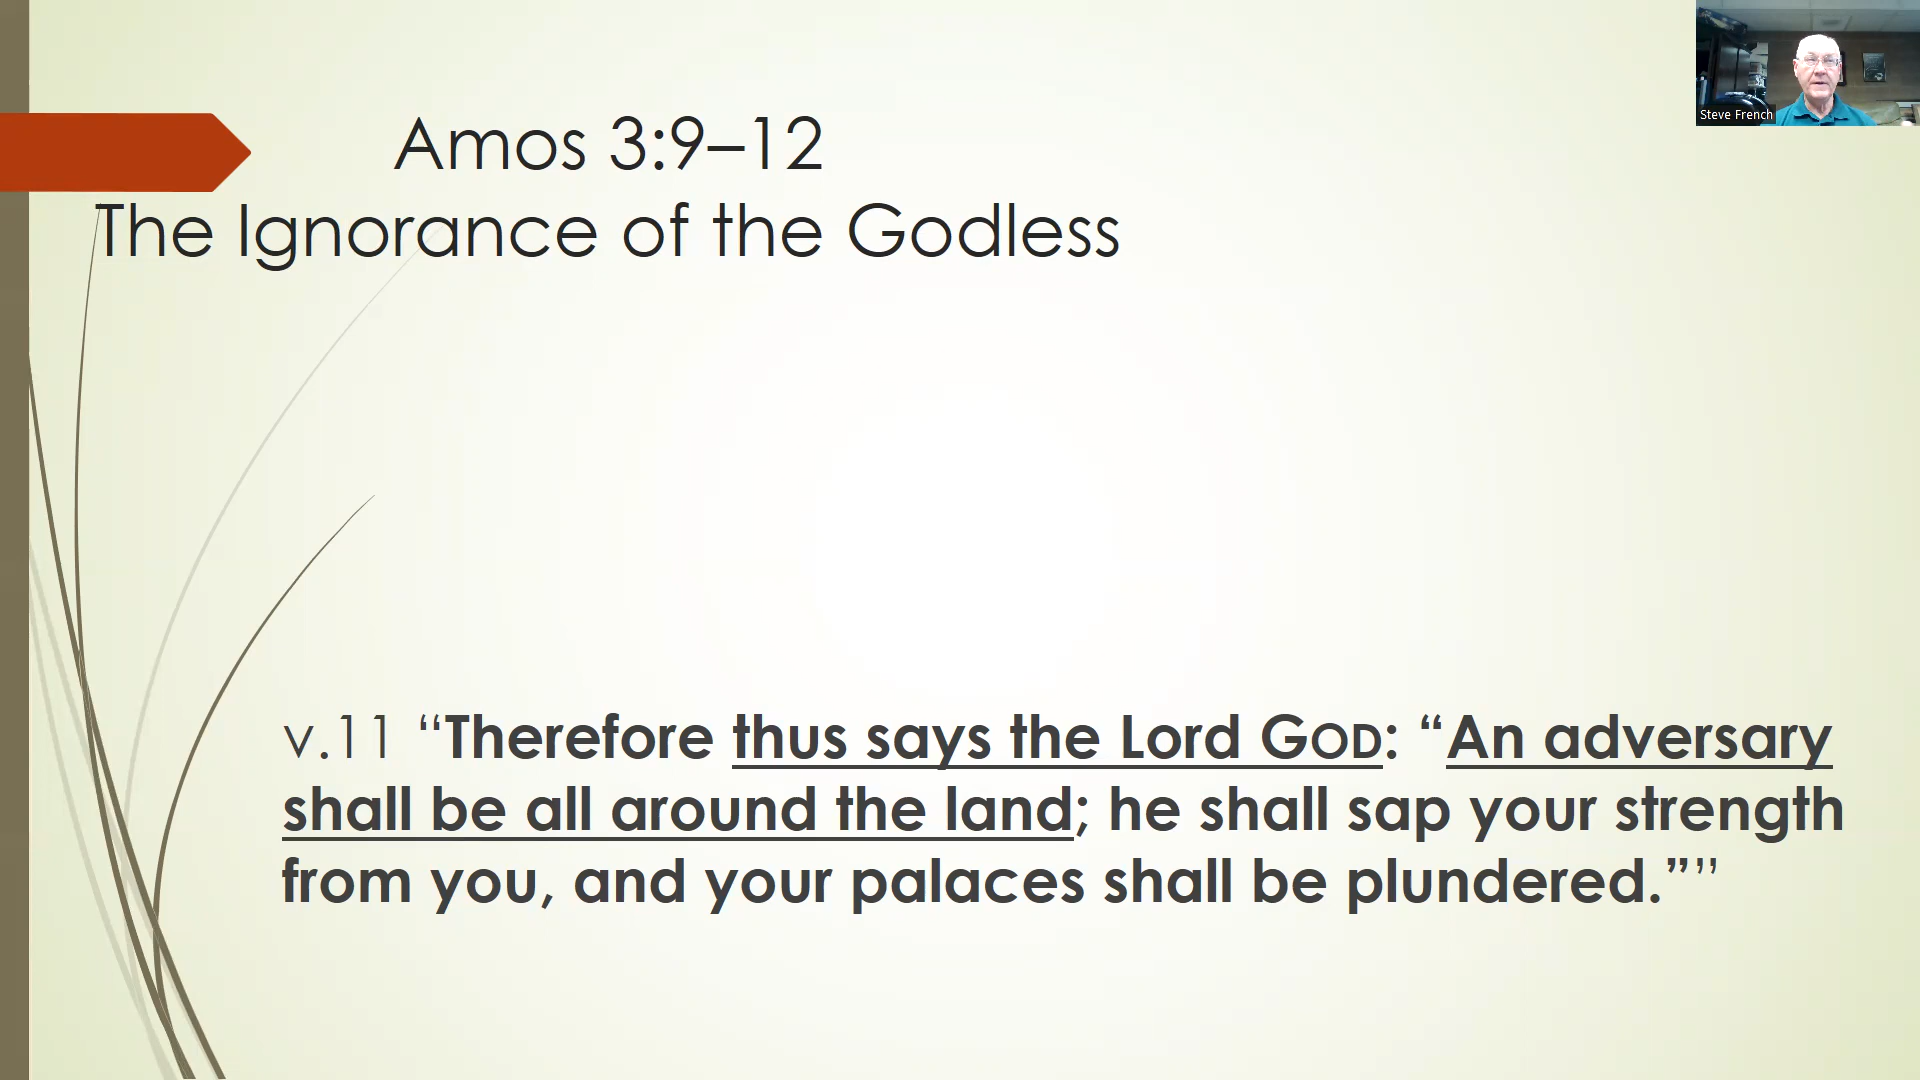 Amos 3:9–12
The Ignorance of the Godless
Steve French
v.11 “Therefore thus says the Lord GOD: “An adversary
shall be all around the land; he shall sap your strength
from you, and your palaces shall be plundered.””